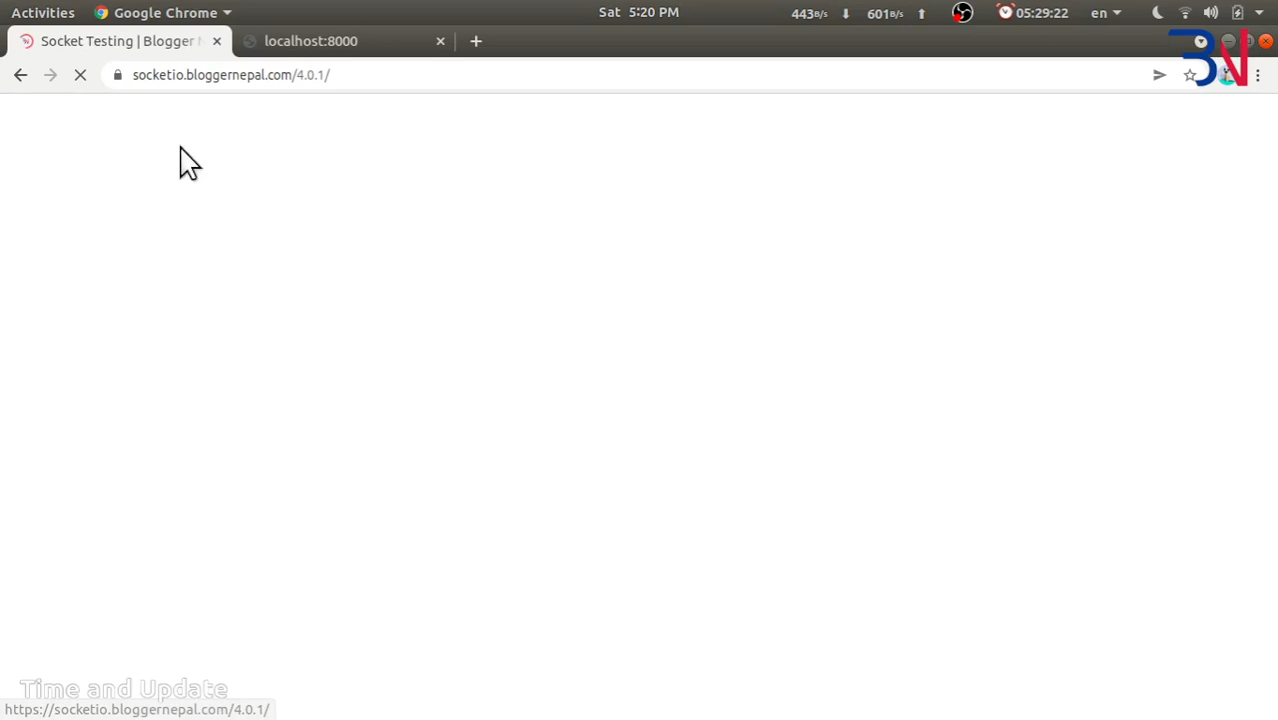 Activities Google Chrome Sat 5:20 PM 443B/s 601B/s 05:29:22 en
Socket Testing | Blogger N localhost:8000
socketio.bloggernepal.com/4.0.1/
BN
Time and Update
https://socketio.bloggernepal.com/4.0.1/